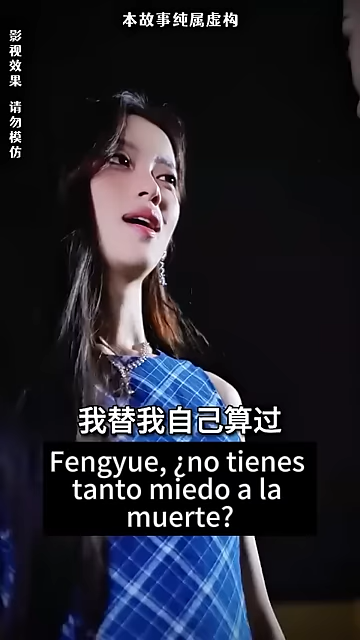 本故事纯属虚构
影视效果 请勿模仿
我替我自己算过
Fengyue, ¿no tienes
tanto miedo a la
muerte?